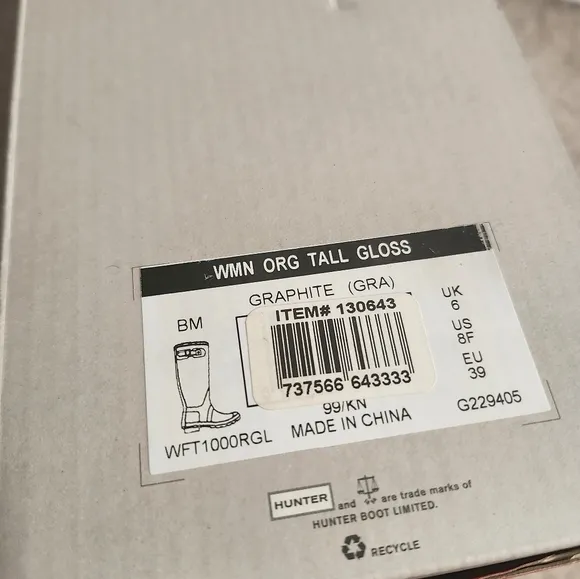 WMN ORG TALL GLOSS
GRAPHITE (GRA)
BM
ITEM# 130643
737566 643333
99/KN
MADE IN CHINA
WFT1000RGL
UK
6
US
8F
EU
39
G229405
HUNTER and are trade marks of
HUNTER BOOT LIMITED.
RECYCLE